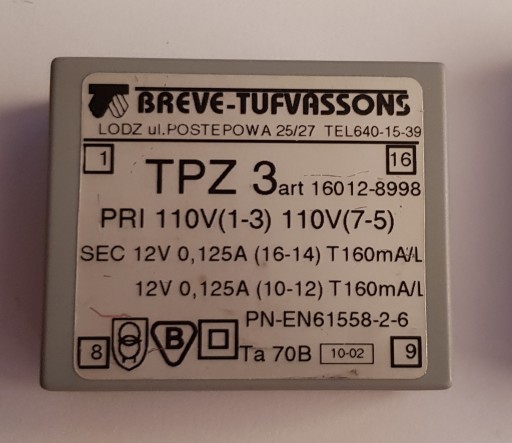 BREVE-TUFVASSONS
LODZ ul.POSTEPOWA 25/27 TEL640-15-39
1 16
TPZ 3 art 16012-8998
PRI 110V(1-3) 110V(7-5)
SEC 12V 0,125A (16-14) T160mA/L
12V 0,125A (10-12) T160mA/L
PN-EN61558-2-6
8 B Ta 70B 10-02 9